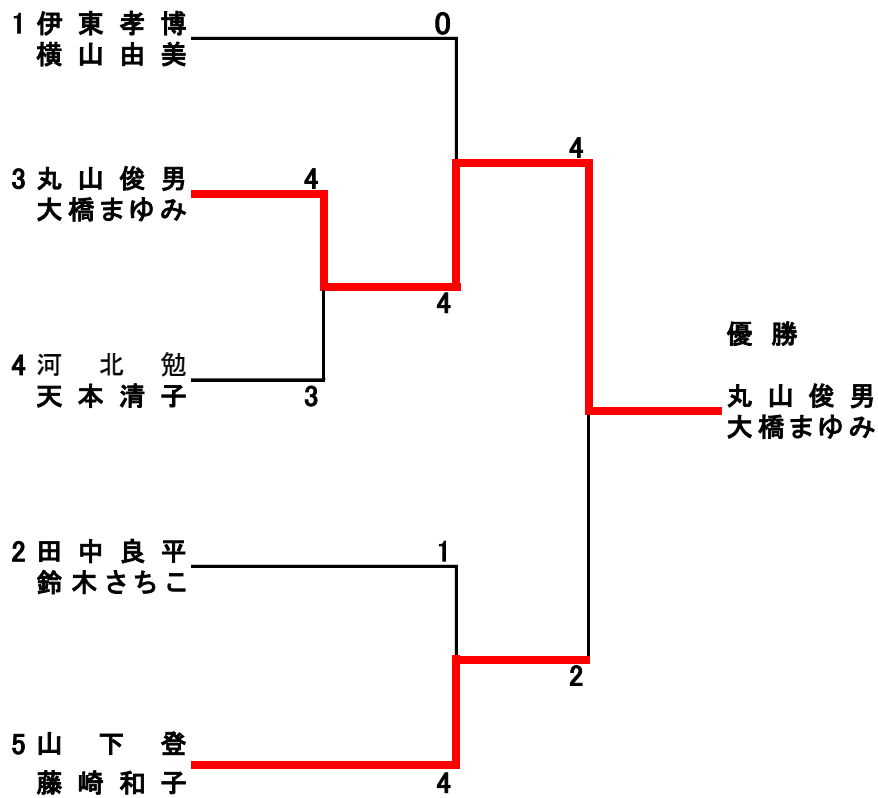 1 伊東孝博
横山由美
0
4
3 丸山俊男
大橋まゆみ
4
4
優勝
4 河北勉
天本清子
3
丸山俊男
大橋まゆみ
2 田中良平
鈴木さちこ
1
2
5 山下登
藤崎和子
4